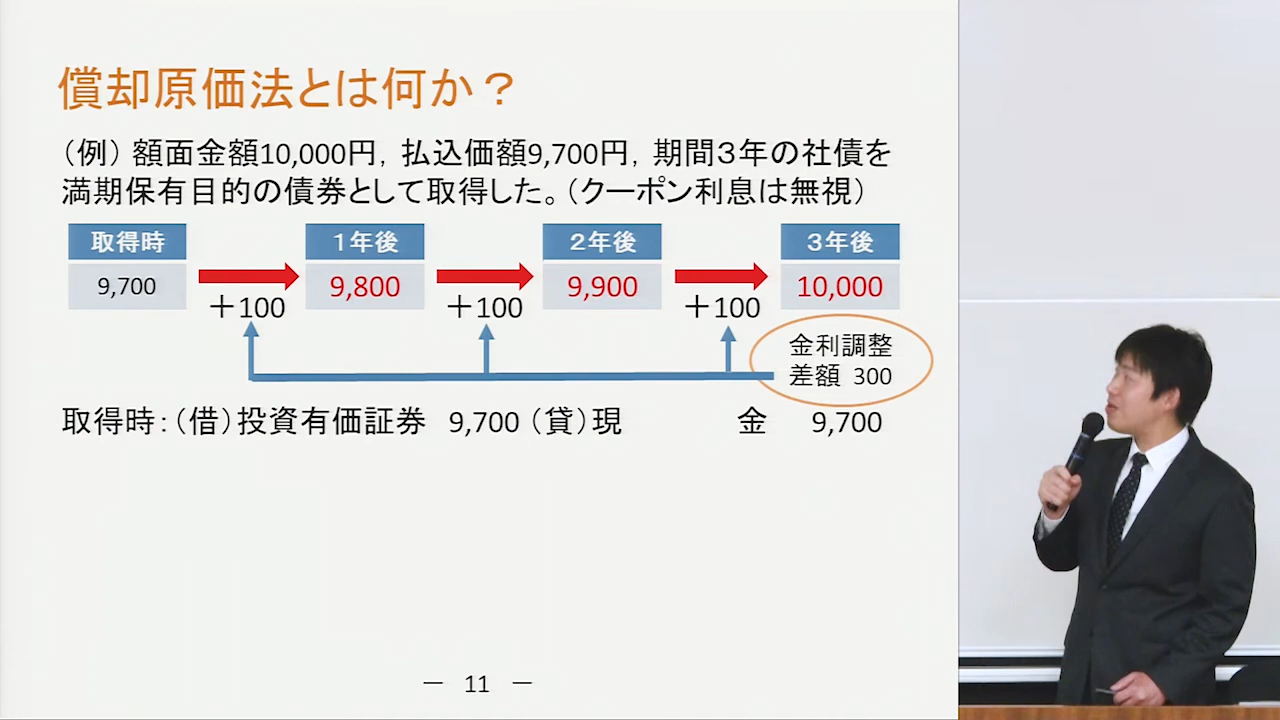 償却原価法とは何か？
（例）額面金額10,000円，払込価額9,700円，期間３年の社債を
満期保有目的の債券として取得した。（クーポン利息は無視）
取得時 １年後 ２年後 ３年後
9,700 9,800 9,900 10,000
＋100 ＋100 ＋100
金利調整
差額 300
取得時：（借）投資有価証券 9,700（貸）現 金 9,700
― 11 ―